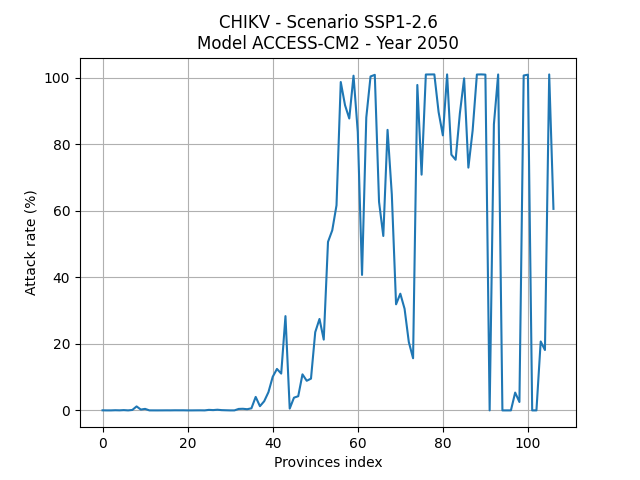 CHIKV - Scenario SSP1-2.6
Model ACCESS-CM2 - Year 2050
100
80
60
40
20
0
Attack rate (%)
0 20 40 60 80 100
Provinces index